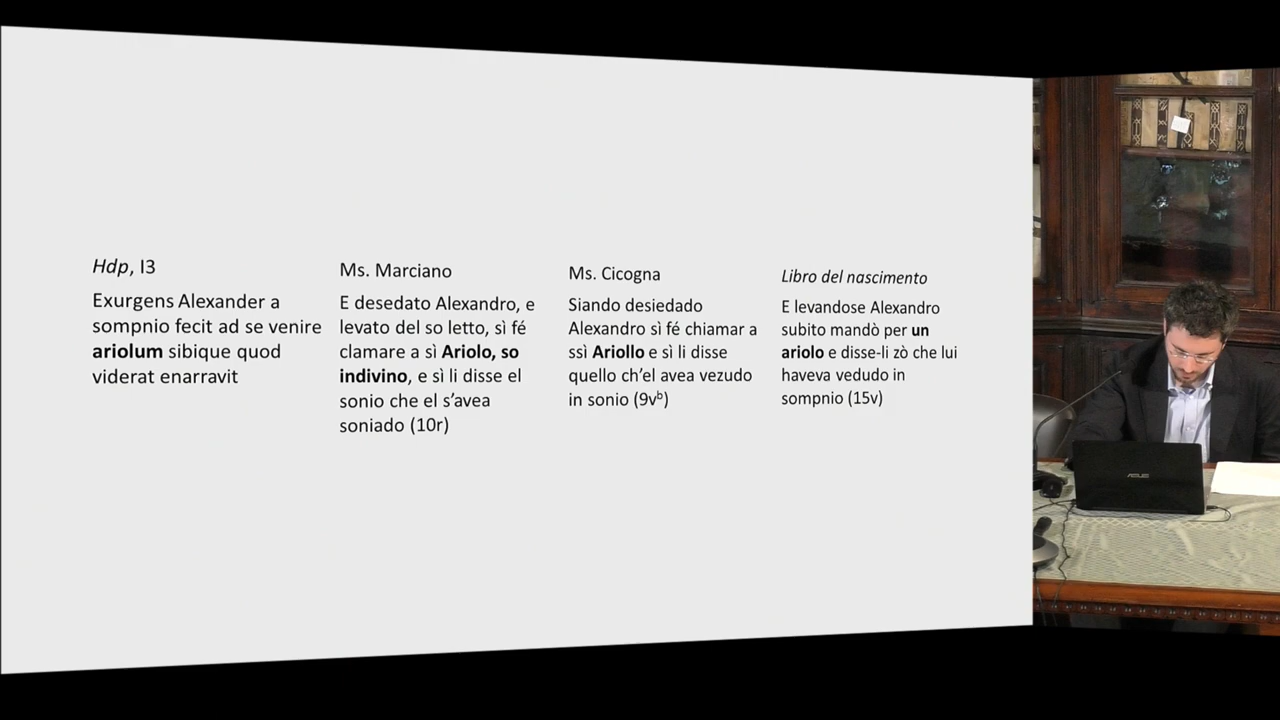 Hdp, I3
Exurgens Alexander a
sompnio fecit ad se venire
ariolum sibique quod
viderat enarravit
Ms. Marciano
E desedato Alexandro, e
levato del so letto, sì fé
clamare a sì Ariolo, so
indivino, e sì li disse el
sonio che el s’avea
soniado (10r)
Ms. Cicogna
Siando desiedado
Alexandro sì fé chiamar a
ssì Ariollo e sì li disse
quello ch’el avea vezudo
in sonio (9vᵇ)
Libro del nascimento
E levandose Alexandro
subito mandò per un
ariolo e disse-li zò che lui
haveva vedudo in
sompnio (15v)
ASUS